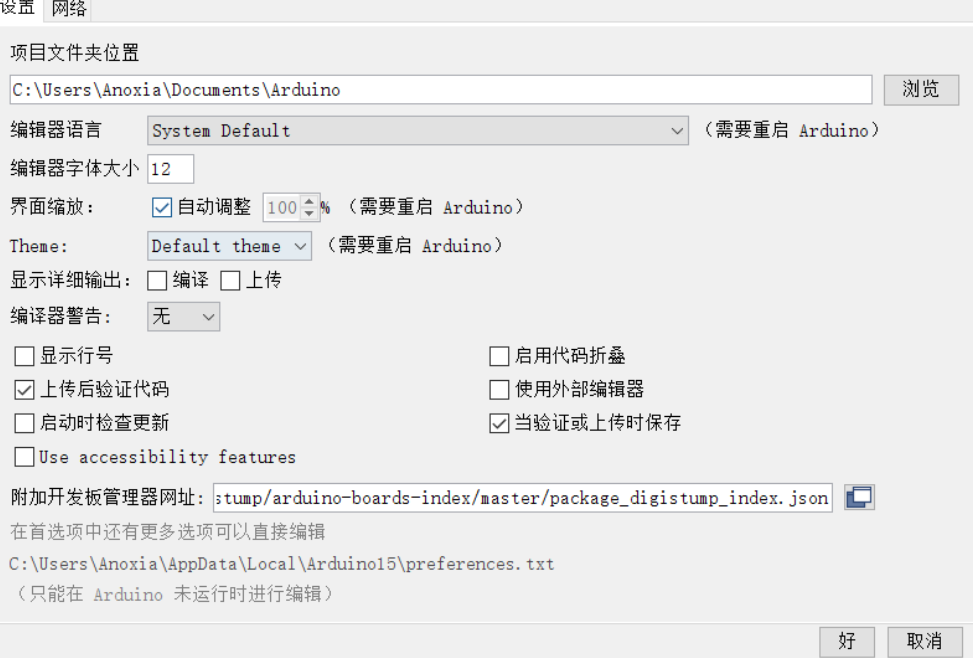 设置 网络
项目文件夹位置
C:\Users\Anoxia\Documents\Arduino 浏览
编辑器语言 System Default （需要重启 Arduino）
编辑器字体大小 12
界面缩放： 自动调整 100 % （需要重启 Arduino）
Theme: Default theme （需要重启 Arduino）
显示详细输出： 编译 上传
编译器警告: 无
显示行号 启用代码折叠
上传后验证代码 使用外部编辑器
启动时检查更新 当验证或上传时保存
Use accessibility features
附加开发板管理器网址: stump/arduino-boards-index/master/package_digistump_index.json
在首选项中还有更多选项可以直接编辑
C:\Users\Anoxia\AppData\Local\Arduino15\preferences.txt
（只能在 Arduino 未运行时进行编辑）
好 取消